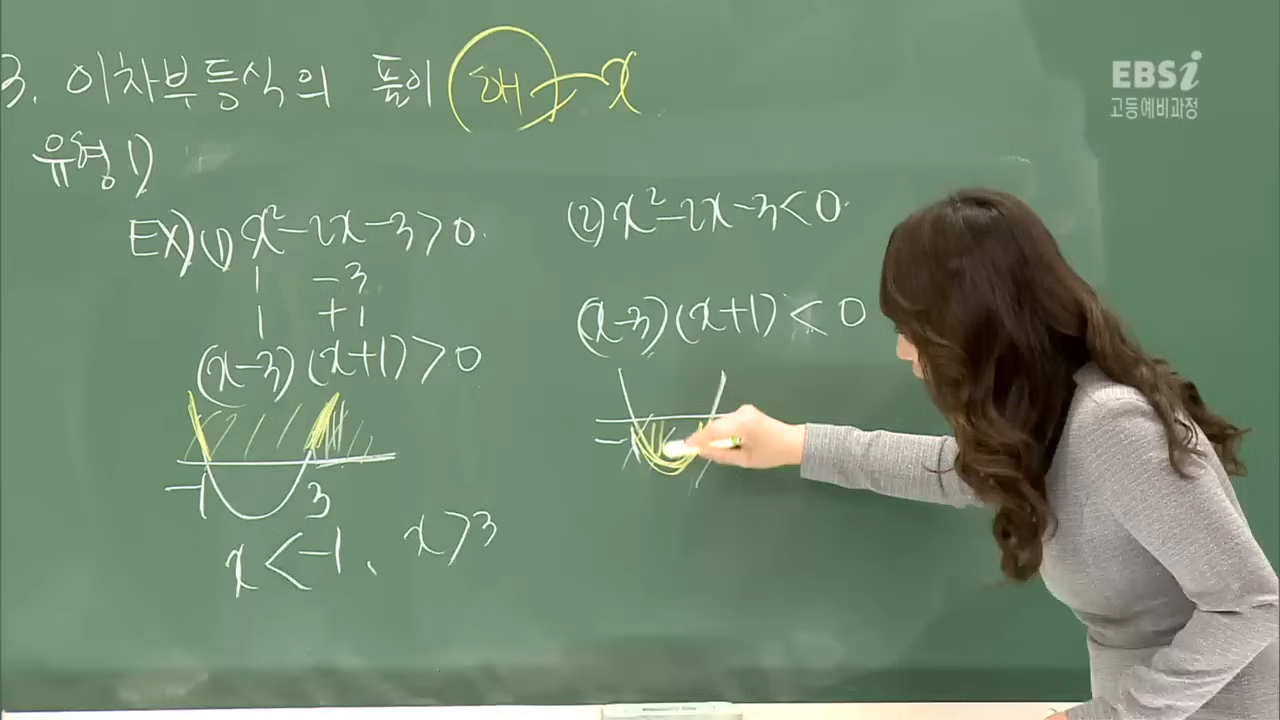 3. 이차부등식의 풀이 해 x
유형 1)
EX) (1) x²-2x-3>0.
1 -3
1 +1
(x-3)(x+1)>0
-1 3
x<-1, x>3
(2) x²-2x-3<0.
(x-3)(x+1)<0
-1
EBSi
고등예비과정